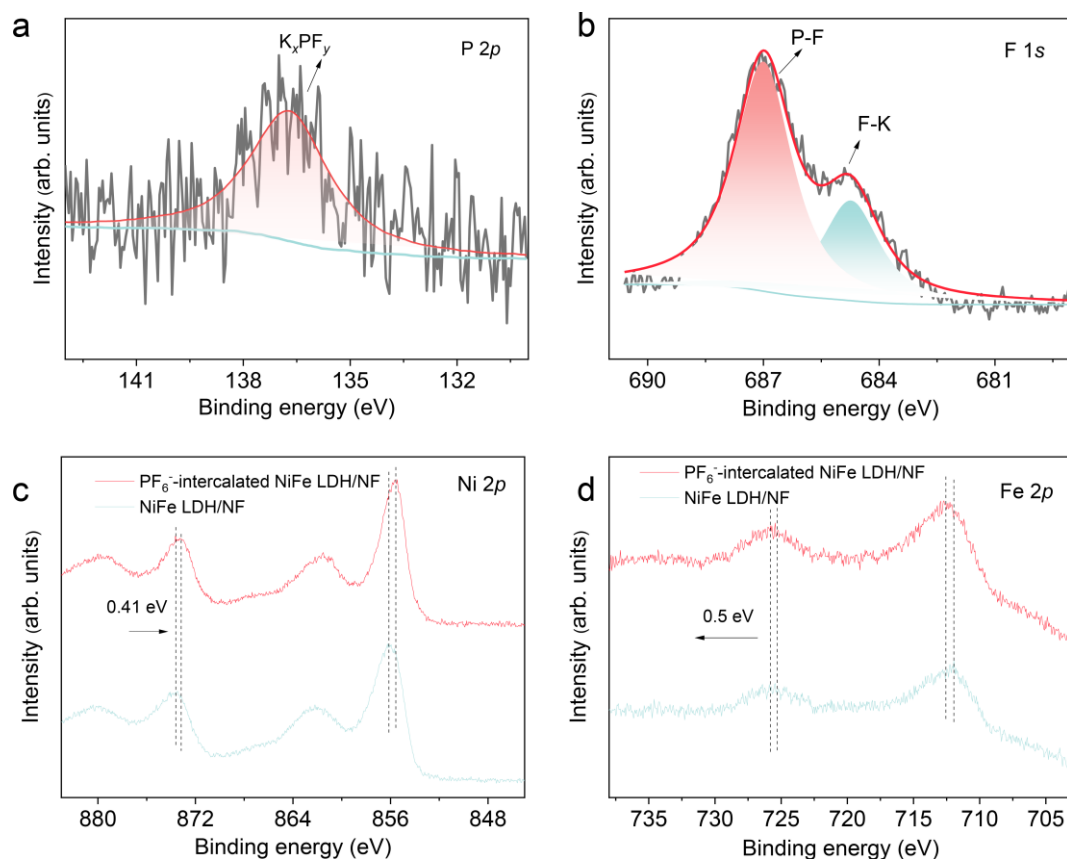 a
P 2p
KₓPFᵧ
Intensity (arb. units)
141 138 135 132
Binding energy (eV)
b
F 1s
P-F
F-K
Intensity (arb. units)
690 687 684 681
Binding energy (eV)
c
Ni 2p
PF₆⁻-intercalated NiFe LDH/NF
NiFe LDH/NF
0.41 eV
Intensity (arb. units)
880 872 864 856 848
Binding energy (eV)
d
Fe 2p
PF₆⁻-intercalated NiFe LDH/NF
NiFe LDH/NF
0.5 eV
Intensity (arb. units)
735 730 725 720 715 710 705
Binding energy (eV)